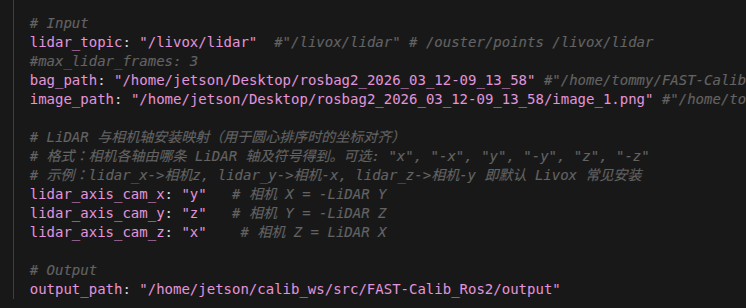 # Input
lidar_topic: "/livox/lidar"  #"/livox/lidar" # /ouster/points /livox/lidar
#max_lidar_frames: 3
bag_path: "/home/jetson/Desktop/rosbag2_2026_03_12-09_13_58" #"/home/tommy/FAST-Calib
image_path: "/home/jetson/Desktop/rosbag2_2026_03_12-09_13_58/image_1.png" #"/home/to
# LiDAR 与相机轴安装映射（用于圆心排序时的坐标对齐）
# 格式：相机各轴由哪条 LiDAR 轴及符号得到。可选: "x", "-x", "y", "-y", "z", "-z"
# 示例：lidar_x->相机z, lidar_y->相机-x, lidar_z->相机-y 即默认 Livox 常见安装
lidar_axis_cam_x: "y"   # 相机 X = -LiDAR Y
lidar_axis_cam_y: "z"   # 相机 Y = -LiDAR Z
lidar_axis_cam_z: "x"    # 相机 Z = LiDAR X
# Output
output_path: "/home/jetson/calib_ws/src/FAST-Calib_Ros2/output"